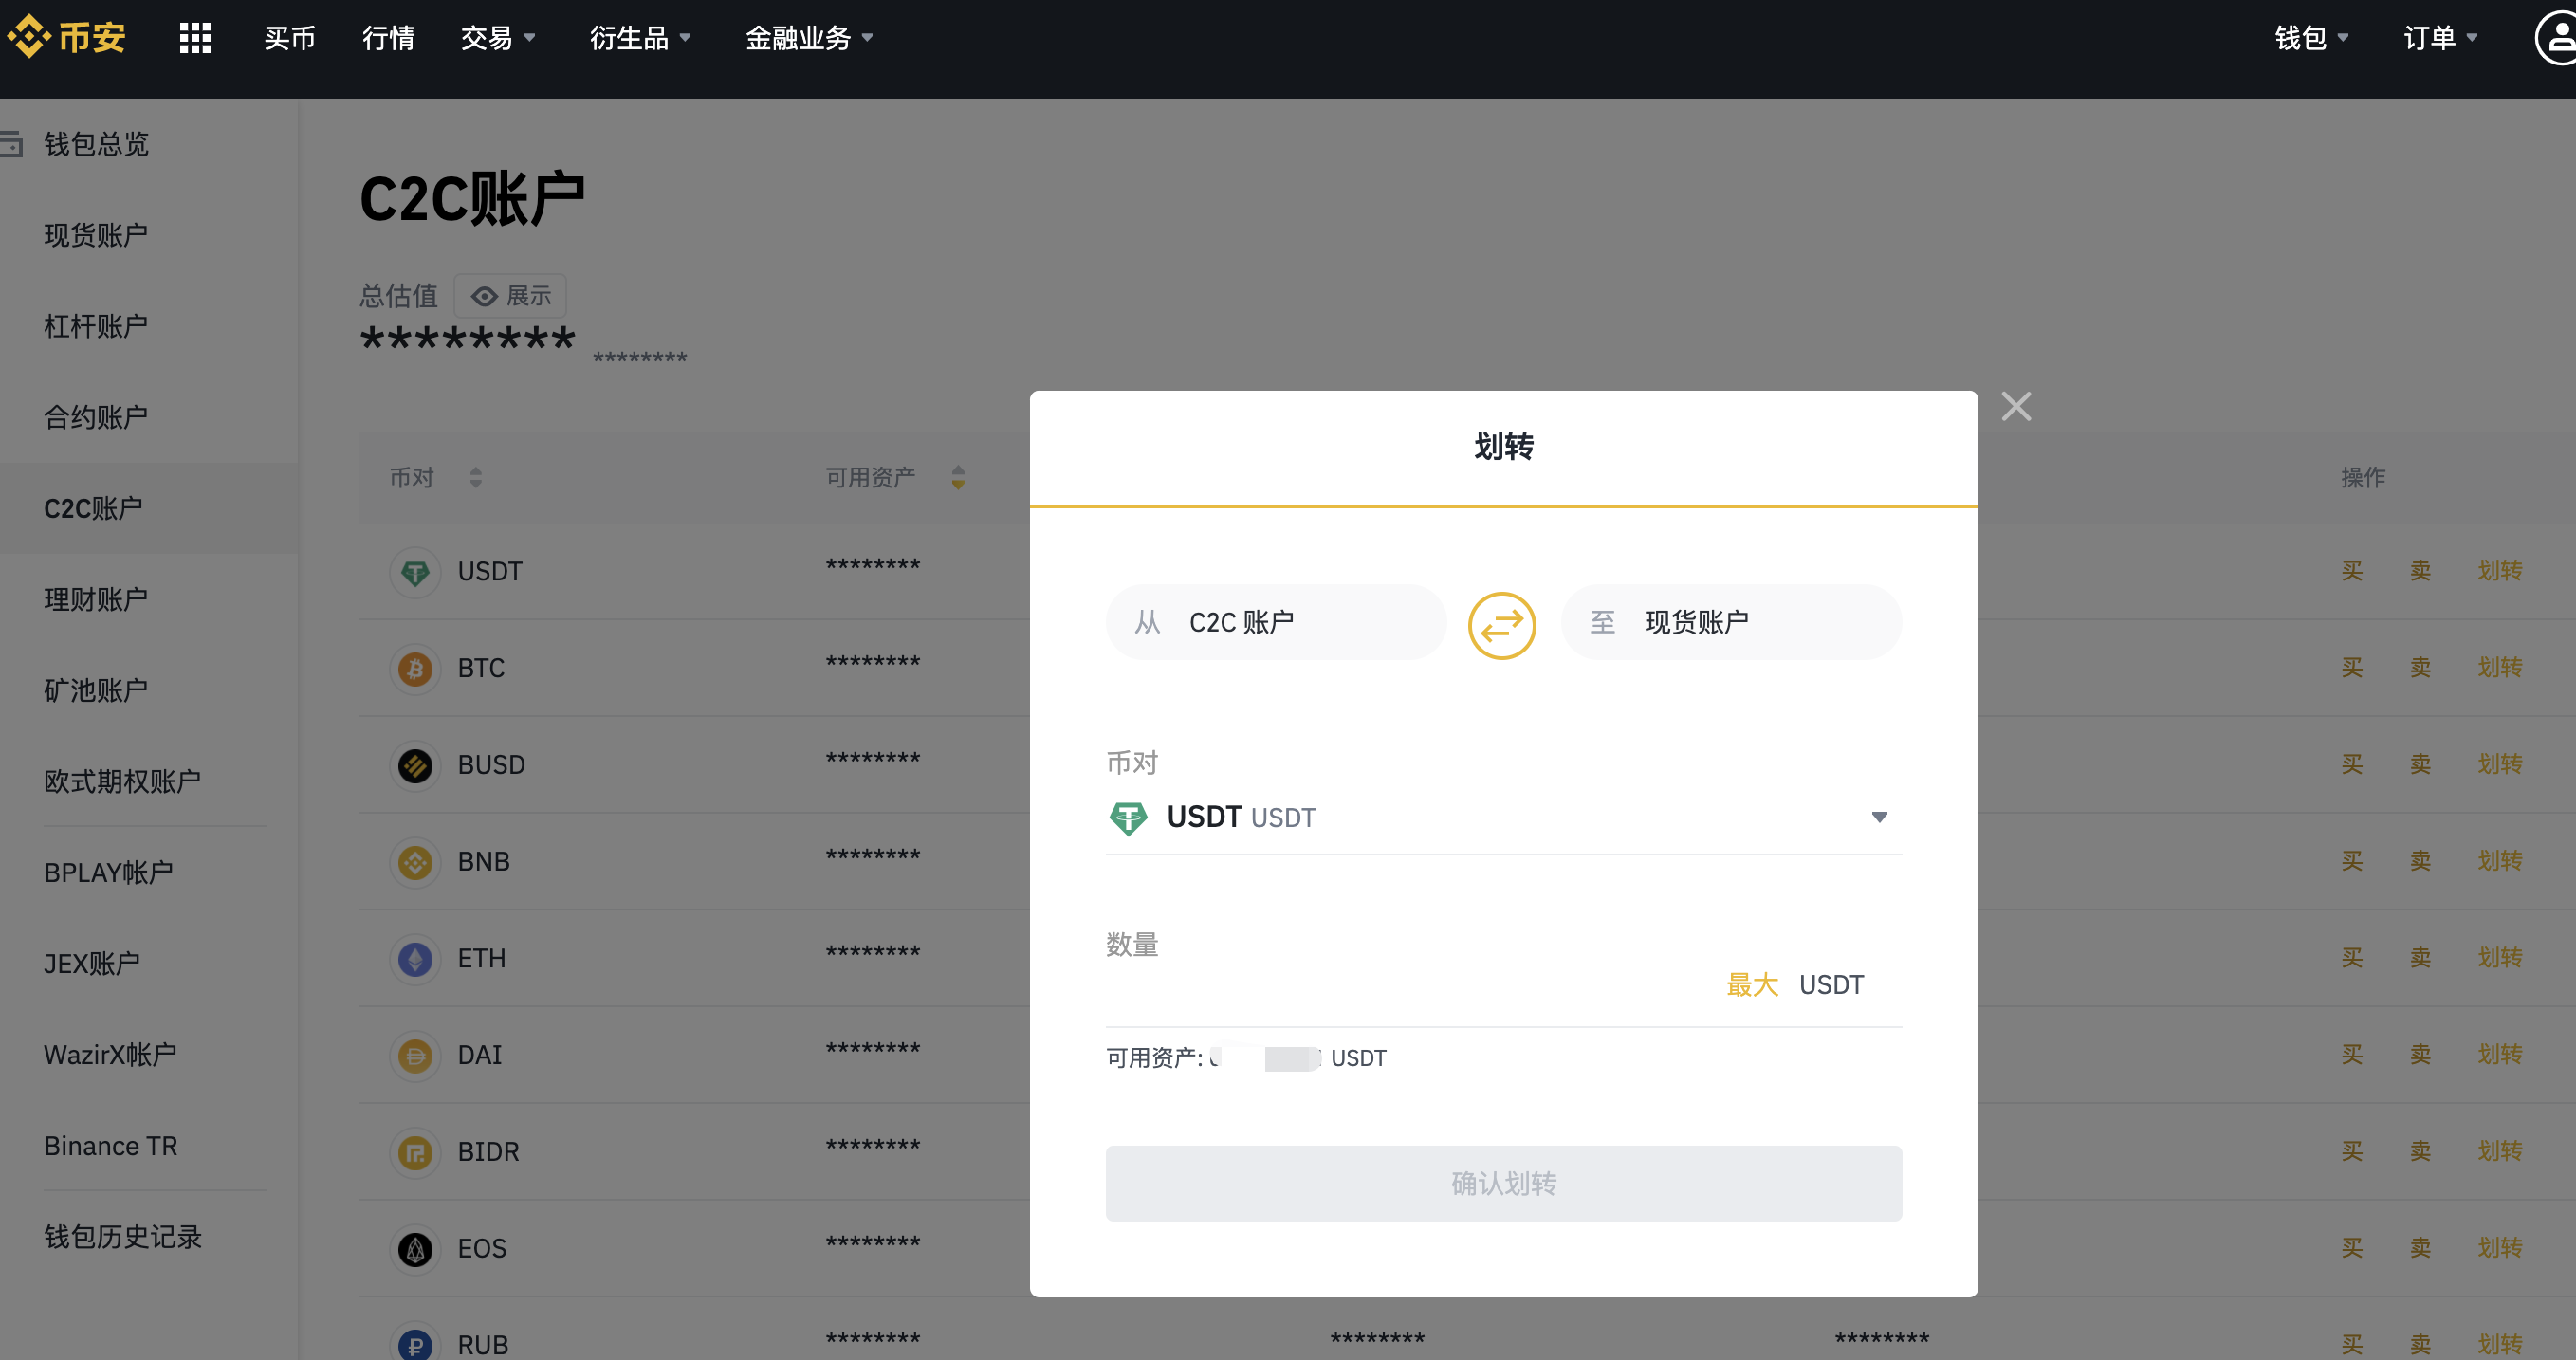 币安 买币 行情 交易 衍生品 金融业务 钱包 订单
钱包总览
现货账户
杠杆账户
合约账户
C2C账户
理财账户
矿池账户
欧式期权账户
BPLAY帐户
JEX账户
WazirX帐户
Binance TR
钱包历史记录
C2C账户
总估值 展示
******** ********
币对 可用资产 操作
USDT ******** 买 卖 划转
BTC ******** 买 卖 划转
BUSD ******** 买 卖 划转
BNB ******** 买 卖 划转
ETH ******** 买 卖 划转
DAI ******** 买 卖 划转
BIDR ******** 买 卖 划转
EOS ******** 买 卖 划转
RUB ******** ******** ******** 买 卖 划转
划转
从 C2C 账户 至 现货账户
币对
USDT USDT
数量
最大 USDT
可用资产: USDT
确认划转